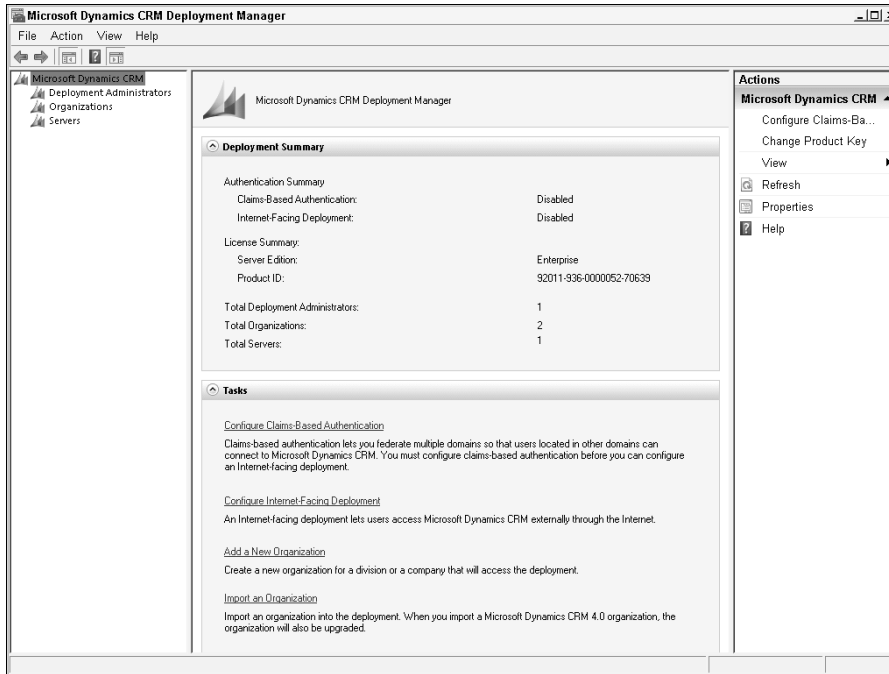 Microsoft Dynamics CRM Deployment Manager
File Action View Help
Microsoft Dynamics CRM
Deployment Administrators
Organizations
Servers
Microsoft Dynamics CRM Deployment Manager
Deployment Summary
Authentication Summary
Claims-Based Authentication: Disabled
Internet-Facing Deployment: Disabled
License Summary:
Server Edition: Enterprise
Product ID: 92011-936-0000052-70639
Total Deployment Administrators: 1
Total Organizations: 2
Total Servers: 1
Tasks
Configure Claims-Based Authentication
Claims-based authentication lets you federate multiple domains so that users located in other domains can
connect to Microsoft Dynamics CRM. You must configure claims-based authentication before you can configure
an Internet-facing deployment.
Configure Internet-Facing Deployment
An Internet-facing deployment lets users access Microsoft Dynamics CRM externally through the Internet.
Add a New Organization
Create a new organization for a division or a company that will access the deployment.
Import an Organization
Import an organization into the deployment. When you import a Microsoft Dynamics CRM 4.0 organization, the
organization will also be upgraded.
Actions
Microsoft Dynamics CRM
Configure Claims-Ba...
Change Product Key
View
Refresh
Properties
Help